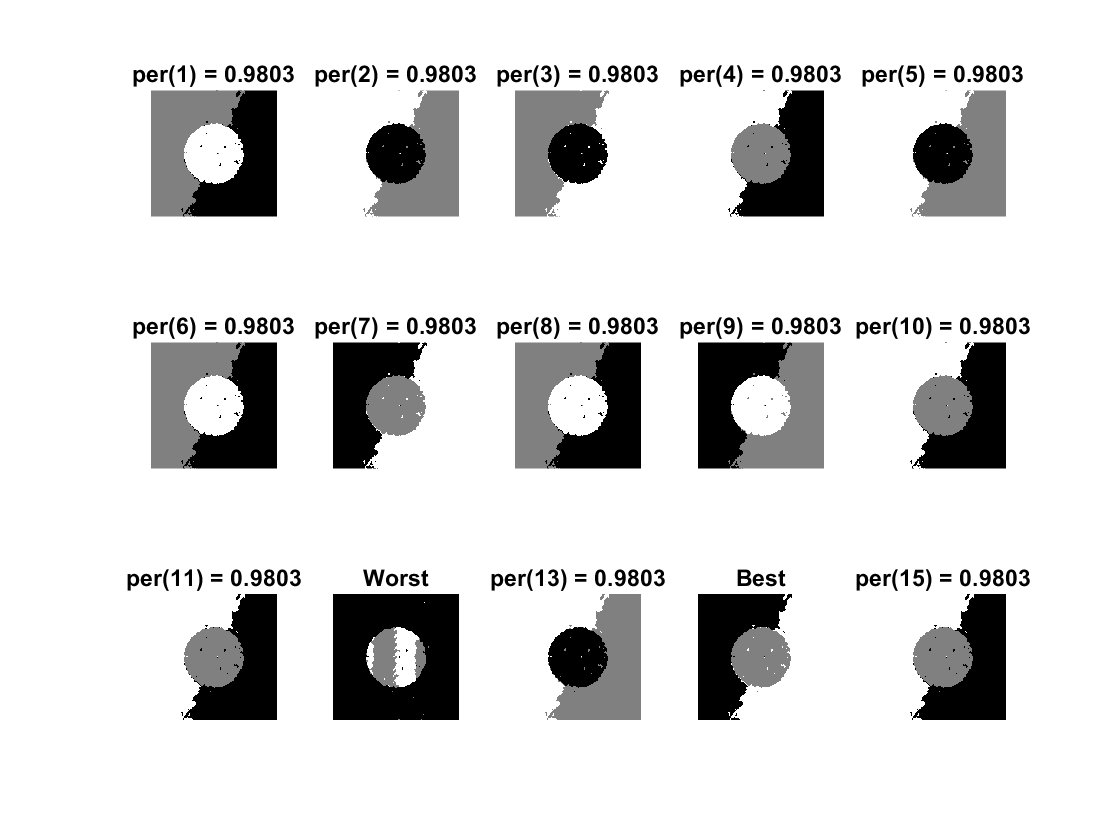 per(1) = 0.9803 per(2) = 0.9803 per(3) = 0.9803 per(4) = 0.9803 per(5) = 0.9803
per(6) = 0.9803 per(7) = 0.9803 per(8) = 0.9803 per(9) = 0.9803 per(10) = 0.9803
per(11) = 0.9803 Worst per(13) = 0.9803 Best per(15) = 0.9803